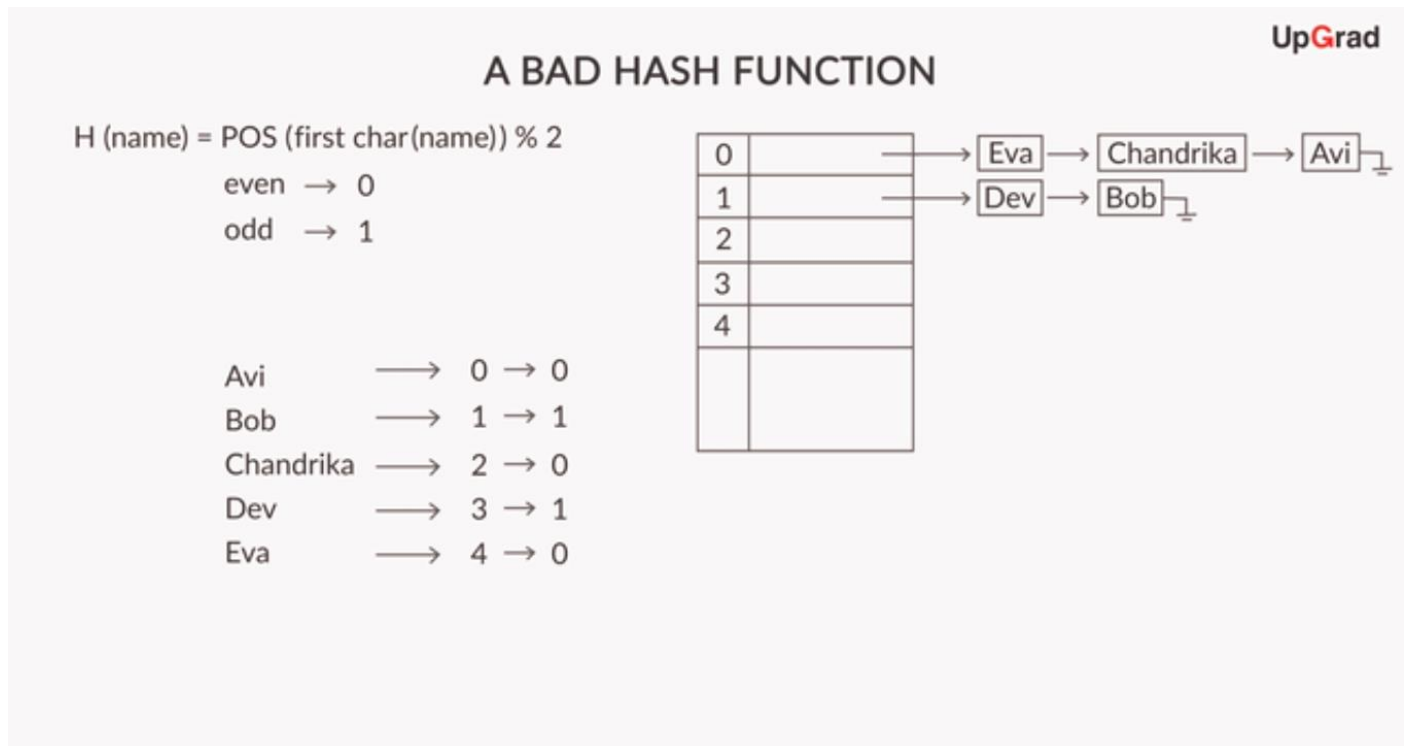 UpGrad
A BAD HASH FUNCTION
H (name) = POS (first char(name)) % 2
even → 0
odd → 1
0 → Eva → Chandrika → Avi
1 → Dev → Bob
2
3
4
Avi → 0 → 0
Bob → 1 → 1
Chandrika → 2 → 0
Dev → 3 → 1
Eva → 4 → 0